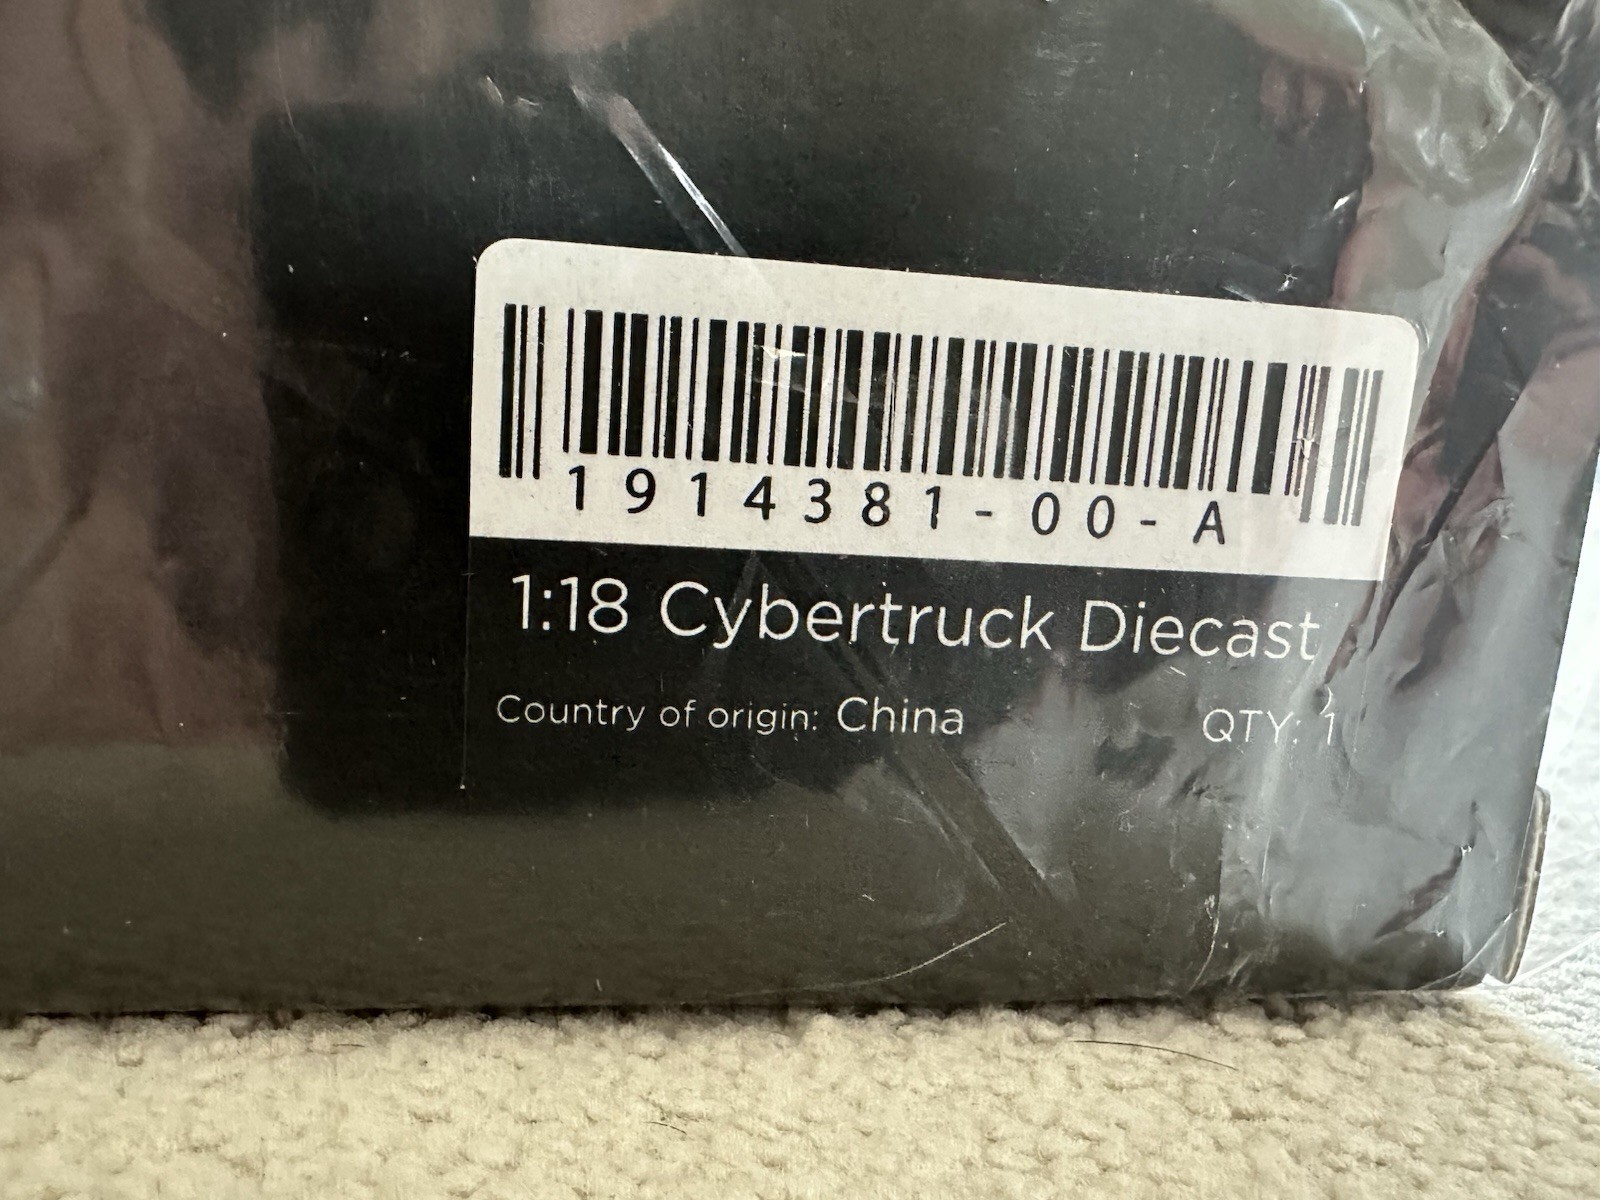 1914381-00-A
1:18 Cybertruck Diecast
Country of origin: China
QTY: 1